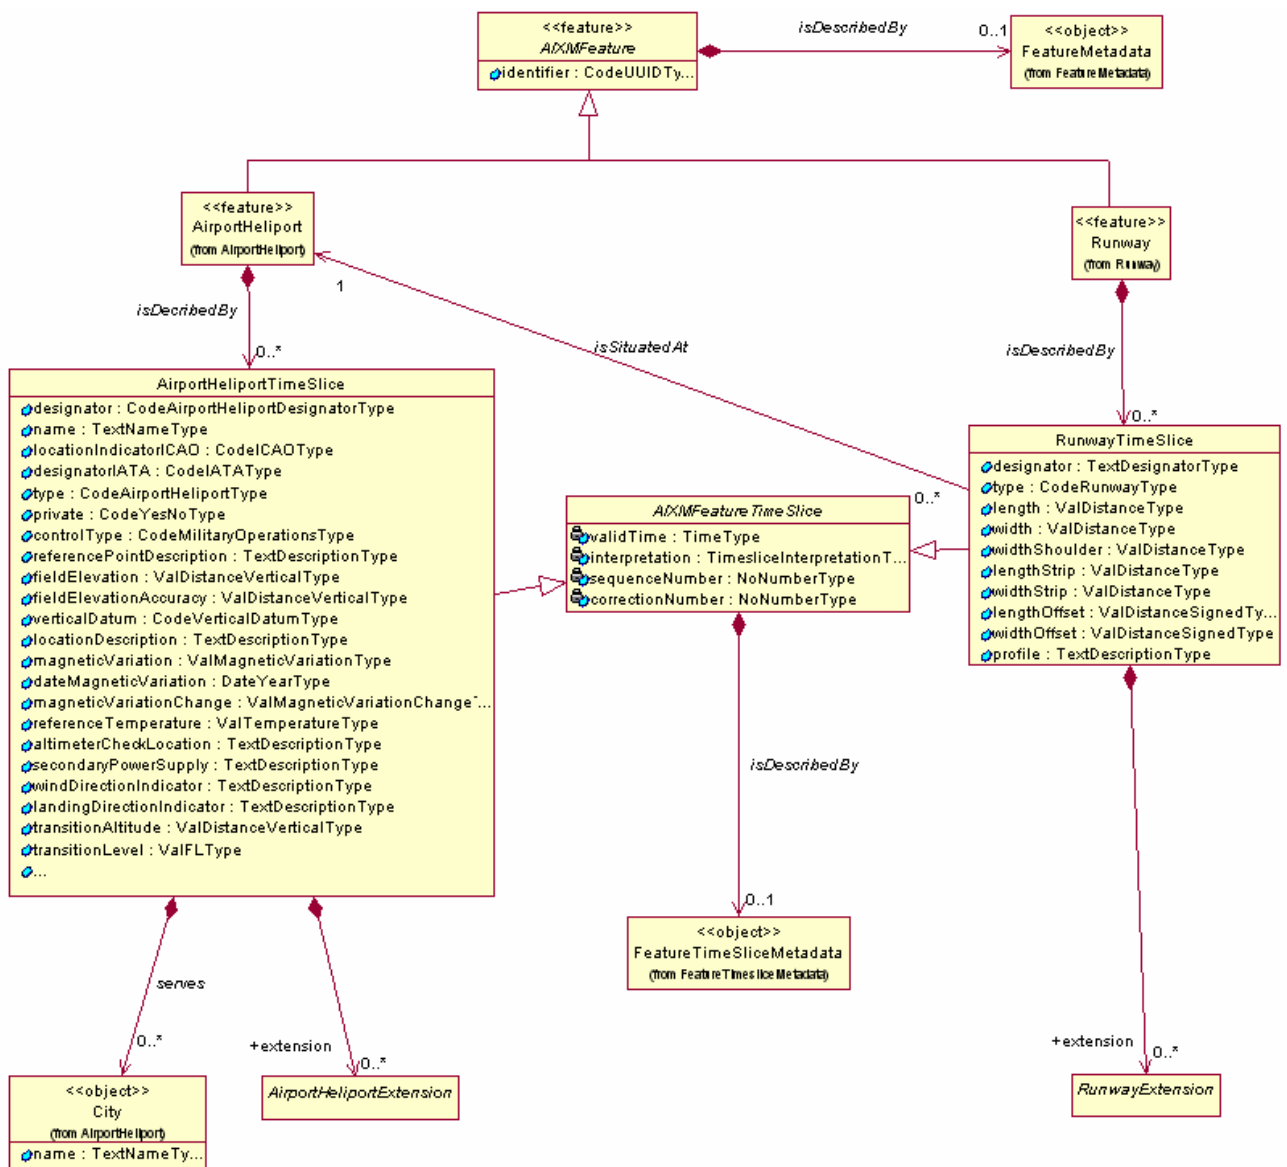 <<feature>>
AIXMFeature
identifier : CodeUUIDTy...
isDescribedBy
0..1
<<object>>
FeatureMetadata
(from FeatureMetadata)
<<feature>>
AirportHeliport
(from AirportHeliport)
<<feature>>
Runway
(from Runway)
1
isDecribedBy
0..*
isSituatedAt
isDescribedBy
0..*
AirportHeliportTimeSlice
designator : CodeAirportHeliportDesignatorType
name : TextNameType
locationIndicatorICAO : CodeICAOType
designatorIATA : CodeIATAType
type : CodeAirportHeliportType
private : CodeYesNoType
controlType : CodeMilitaryOperationsType
referencePointDescription : TextDescriptionType
fieldElevation : ValDistanceVerticalType
fieldElevationAccuracy : ValDistanceVerticalType
verticalDatum : CodeVerticalDatumType
locationDescription : TextDescriptionType
magneticVariation : ValMagneticVariationType
dateMagneticVariation : DateYearType
magneticVariationChange : ValMagneticVariationChangeT...
referenceTemperature : ValTemperatureType
altimeterCheckLocation : TextDescriptionType
secondaryPowerSupply : TextDescriptionType
windDirectionIndicator : TextDescriptionType
landingDirectionIndicator : TextDescriptionType
transitionAltitude : ValDistanceVerticalType
transitionLevel : ValFLType
...
AIXMFeatureTimeSlice
validTime : TimeType
interpretation : TimesliceInterpretationT...
sequenceNumber : NoNumberType
correctionNumber : NoNumberType
0..*
RunwayTimeSlice
designator : TextDesignatorType
type : CodeRunwayType
length : ValDistanceType
width : ValDistanceType
widthShoulder : ValDistanceType
lengthStrip : ValDistanceType
widthStrip : ValDistanceType
lengthOffset : ValDistanceSignedTy...
widthOffset : ValDistanceSignedType
profile : TextDescriptionType
isDescribedBy
0..1
<<object>>
FeatureTimeSliceMetadata
(from FeatureTimesliceMetadata)
serves
0..*
+extension
0..*
+extension
0..*
<<object>>
City
(from AirportHeliport)
name : TextNameTy...
AirportHeliportExtension
RunwayExtension